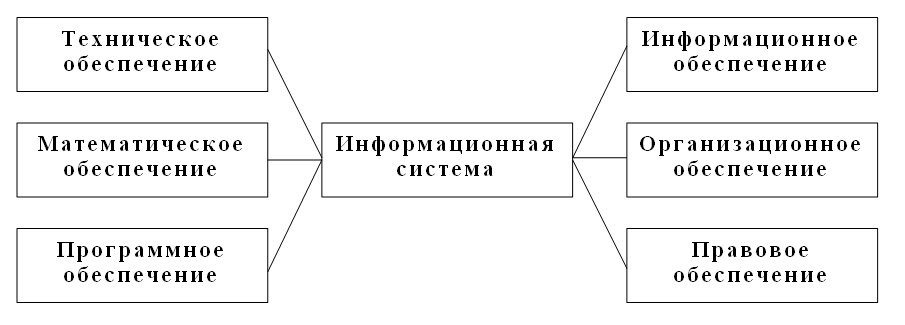 Техническое
обеспечение
Информационное
обеспечение
Математическое
обеспечение
Информационная
система
Организационное
обеспечение
Программное
обеспечение
Правовое
обеспечение